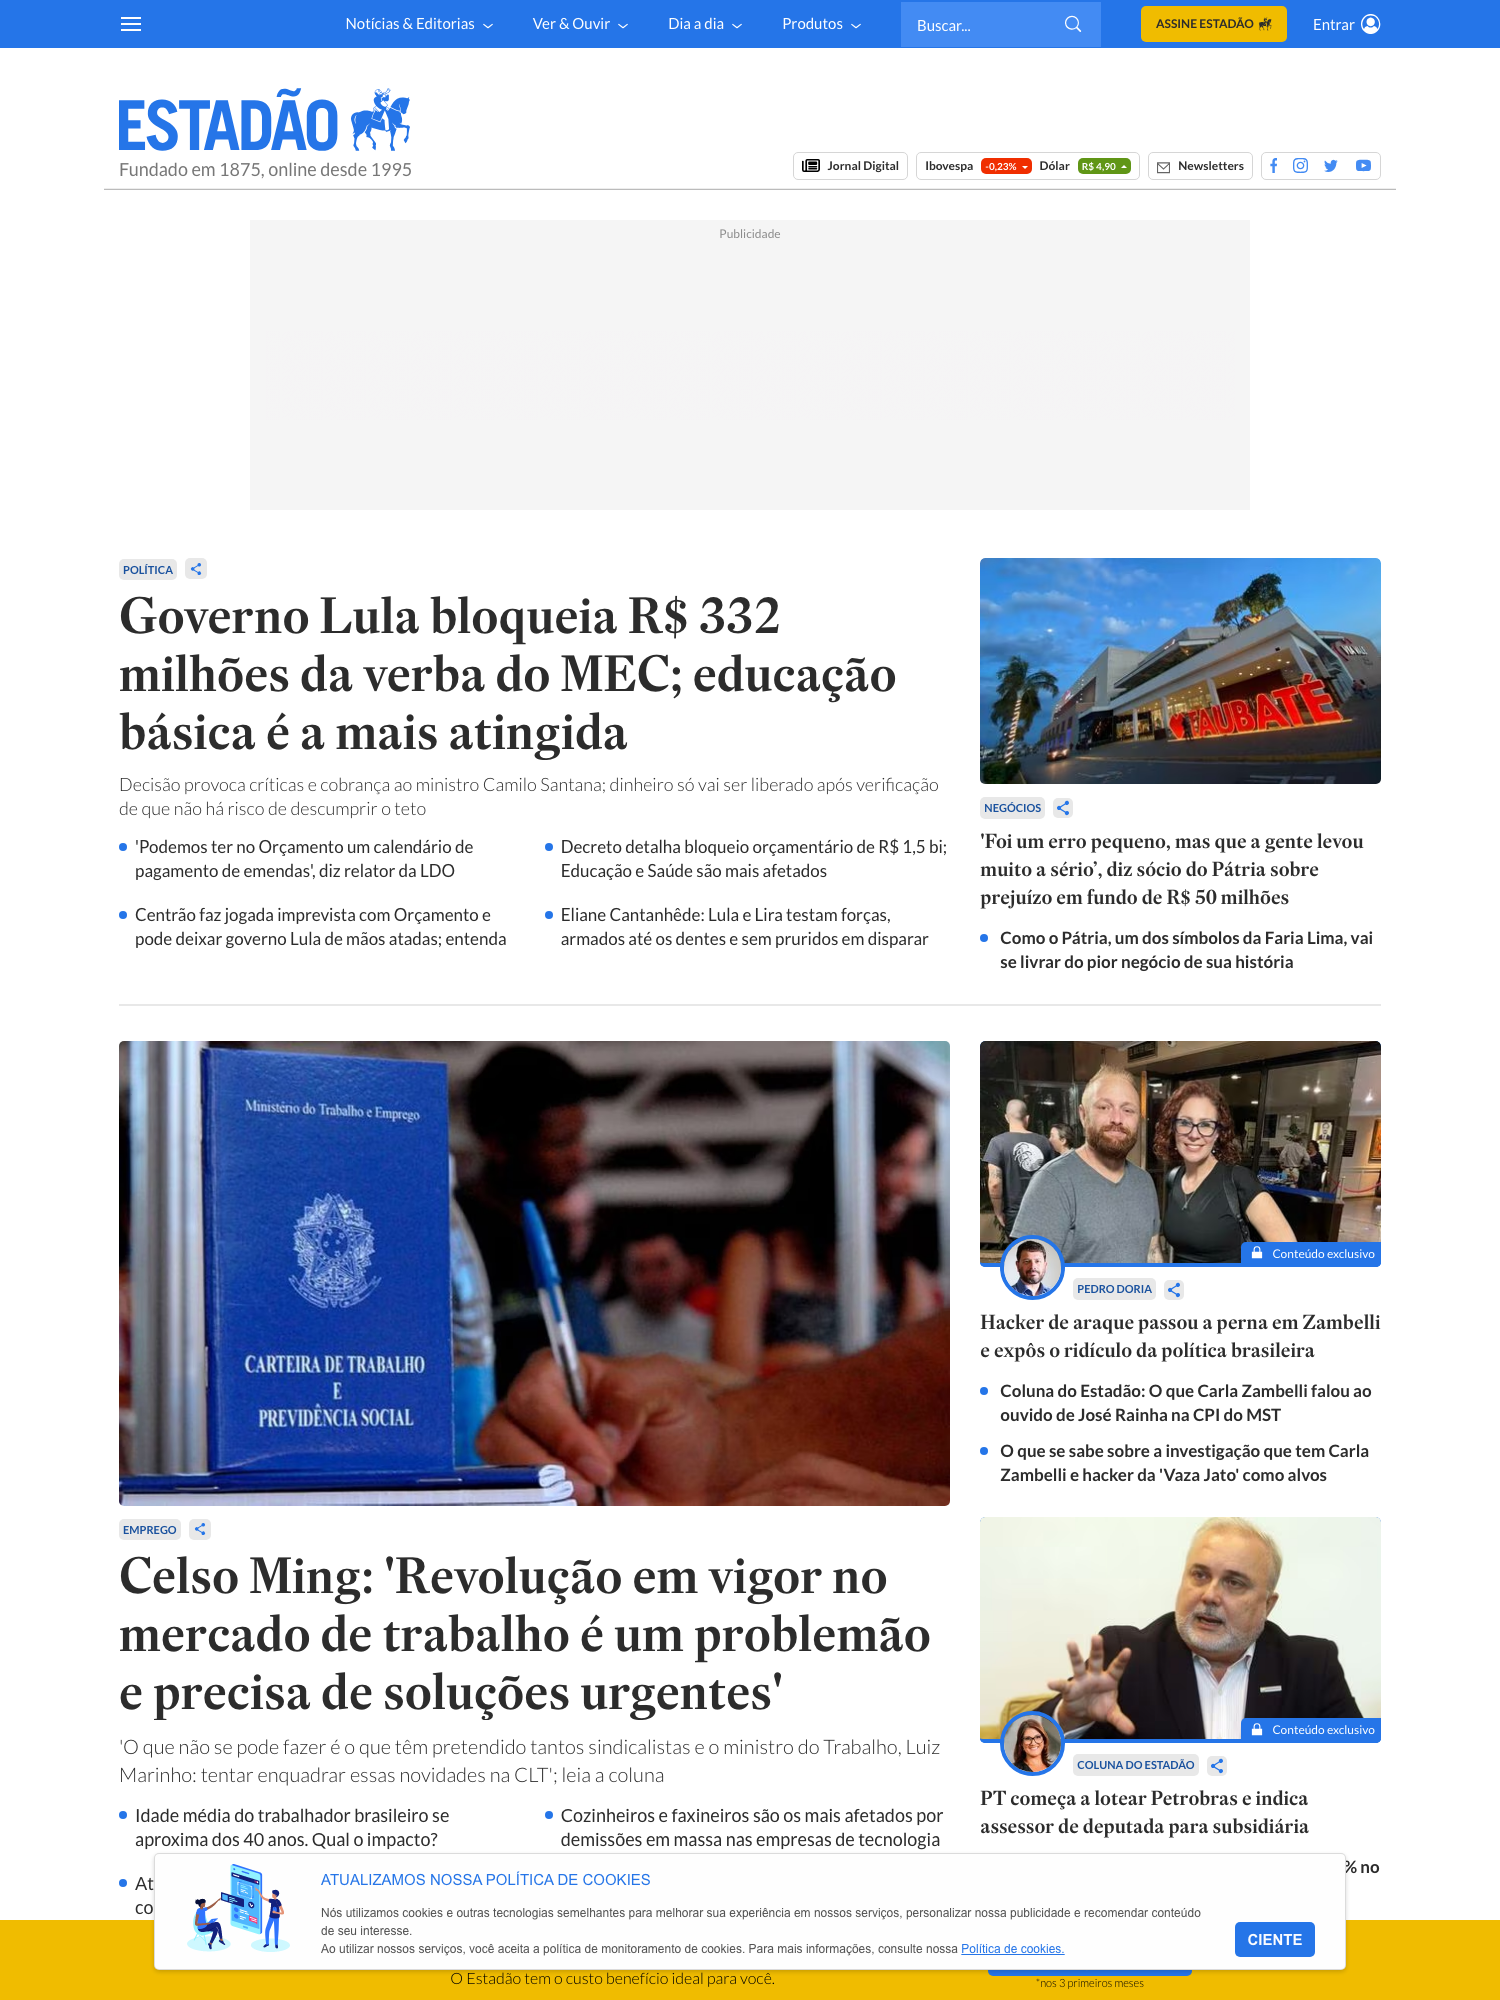 Notícias & Editorias
Ver & Ouvir
Dia a dia
Produtos
Buscar...
ASSINE ESTADÃO
Entrar
ESTADÃO
Fundado em 1875, online desde 1995
Jornal Digital
Ibovespa -0,23% Dólar R$ 4,90
Newsletters
Publicidade
POLÍTICA
Governo Lula bloqueia R$ 332
milhões da verba do MEC; educação
básica é a mais atingida
Decisão provoca críticas e cobrança ao ministro Camilo Santana; dinheiro só vai ser liberado após verificação
de que não há risco de descumprir o teto
'Podemos ter no Orçamento um calendário de
pagamento de emendas', diz relator da LDO
Decreto detalha bloqueio orçamentário de R$ 1,5 bi;
Educação e Saúde são mais afetados
Centrão faz jogada imprevista com Orçamento e
pode deixar governo Lula de mãos atadas; entenda
Eliane Cantanhêde: Lula e Lira testam forças,
armados até os dentes e sem pruridos em disparar
TAUBATÉ
NEGÓCIOS
'Foi um erro pequeno, mas que a gente levou
muito a sério’, diz sócio do Pátria sobre
prejuízo em fundo de R$ 50 milhões
Como o Pátria, um dos símbolos da Faria Lima, vai
se livrar do pior negócio de sua história
Ministério do Trabalho e Emprego
CARTEIRA DE TRABALHO
E
PREVIDÊNCIA SOCIAL
EMPREGO
Celso Ming: 'Revolução em vigor no
mercado de trabalho é um problemão
e precisa de soluções urgentes'
'O que não se pode fazer é o que têm pretendido tantos sindicalistas e o ministro do Trabalho, Luiz
Marinho: tentar enquadrar essas novidades na CLT'; leia a coluna
Idade média do trabalhador brasileiro se
aproxima dos 40 anos. Qual o impacto?
Cozinheiros e faxineiros são os mais afetados por
demissões em massa nas empresas de tecnologia
At
co
Conteúdo exclusivo
PEDRO DORIA
Hacker de araque passou a perna em Zambelli
e expôs o ridículo da política brasileira
Coluna do Estadão: O que Carla Zambelli falou ao
ouvido de José Rainha na CPI do MST
O que se sabe sobre a investigação que tem Carla
Zambelli e hacker da 'Vaza Jato' como alvos
Conteúdo exclusivo
COLUNA DO ESTADÃO
PT começa a lotear Petrobras e indica
assessor de deputada para subsidiária
% no
ATUALIZAMOS NOSSA POLÍTICA DE COOKIES
Nós utilizamos cookies e outras tecnologias semelhantes para melhorar sua experiência em nossos serviços, personalizar nossa publicidade e recomendar conteúdo
de seu interesse.
Ao utilizar nossos serviços, você aceita a política de monitoramento de cookies. Para mais informações, consulte nossa Política de cookies.
CIENTE
O Estadão tem o custo benefício ideal para você.
*nos 3 primeiros meses